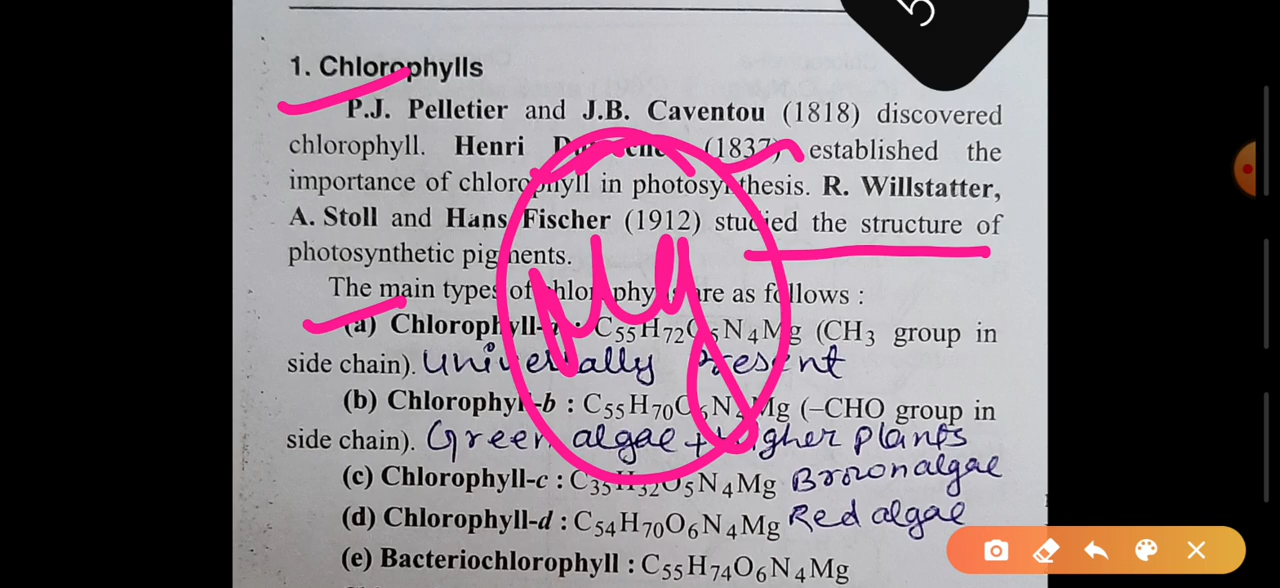 5
1. Chlorophylls
P.J. Pelletier and J.B. Caventou (1818) discovered
chlorophyll. Henri (1837) established the
importance of chlorophyll in photosynthesis. R. Willstatter,
A. Stoll and Hans Fischer (1912) studied the structure of
photosynthetic pigments.
The main types of chlorophylls are as follows :
(a) Chlorophyll-a : C55H72O5N4Mg (CH3 group in
side chain). Universally Present
(b) Chlorophyll-b : C55H70O6N4Mg (–CHO group in
side chain). Green algae + Higher Plants
(c) Chlorophyll-c : C35H32O5N4Mg Brown algae
(d) Chlorophyll-d : C54H70O6N4Mg Red algae
(e) Bacteriochlorophyll : C55H74O6N4Mg
Mg